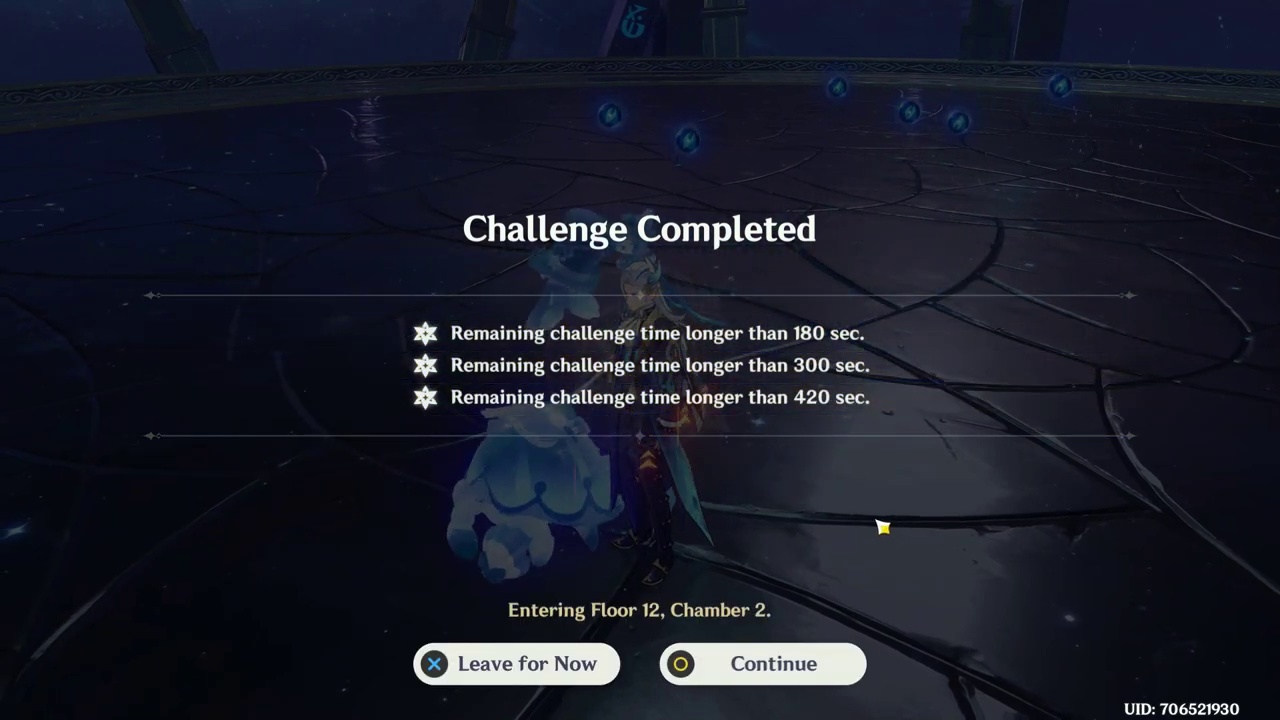 Challenge Completed
Remaining challenge time longer than 180 sec.
Remaining challenge time longer than 300 sec.
Remaining challenge time longer than 420 sec.
Entering Floor 12, Chamber 2.
Leave for Now
Continue
UID: 706521930